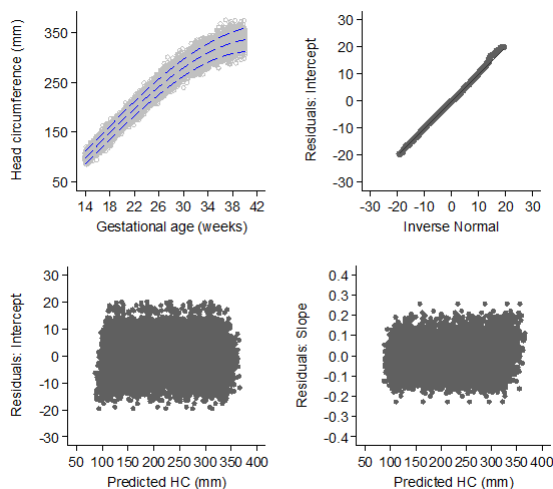 Head circumference (mm)
350
250
150
50
14 18 22 26 30 34 38 42
Gestational age (weeks)
Residuals: Intercept
30
20
10
0
-10
-20
-30
-30 -20 -10 0 10 20 30
Inverse Normal
Residuals: Intercept
30
20
10
0
-10
-20
-30
50 100 150 200 250 300 350 400
Predicted HC (mm)
Residuals: Slope
0.4
0.3
0.2
0.1
0.0
-0.1
-0.2
-0.3
-0.4
50 100 150 200 250 300 350 400
Predicted HC (mm)